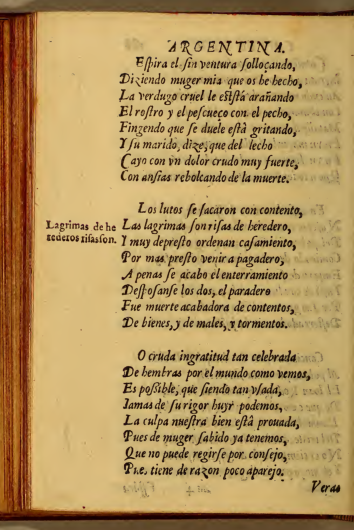 ARGENTINA.
Espira el sin ventura solloçando,
Diziendo muger mia que os he hecho,
La verdugo cruel le está arañando
El rostro y el pescueço con el pecho,
Fingendo que se duele está gritando,
Y su marido, dize, que del lecho
Cayo con vn dolor crudo muy fuerte,
Con ansias rebolcando de la muerte.
Los lutos se sacaron con contento,
Lagrimas de he
rederos risas son.
Las lagrimas son risas de heredero,
I muy depresto ordenan casamiento,
Por mas presto venir a pagadero,
A penas se acabo el enterramiento
Desposanse los dos, el paradero
Fue muerte acabadora de contentos,
De bienes, y de males, y tormentos.
O cruda ingratitud tan celebrada
De hembras por el mundo como vemos,
Es possible, que siendo tan vsada,
Iamas de su rigor huyr podemos,
La culpa nuestra bien está prouada,
Pues de muger sabido ya tenemos,
Que no puede regirse por consejo,
Pues tiene de razon poco aparejo.
Veras